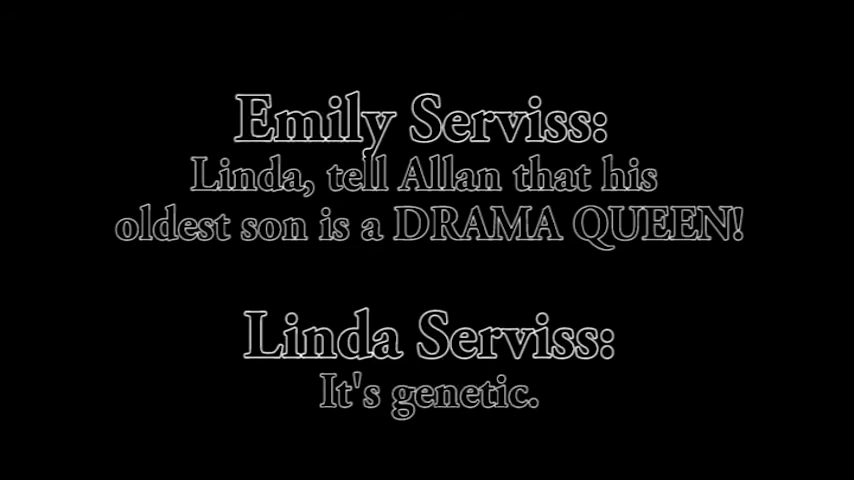 Emily Serviss:
Linda, tell Allan that his
oldest son is a DRAMA QUEEN!
Linda Serviss:
It's genetic.